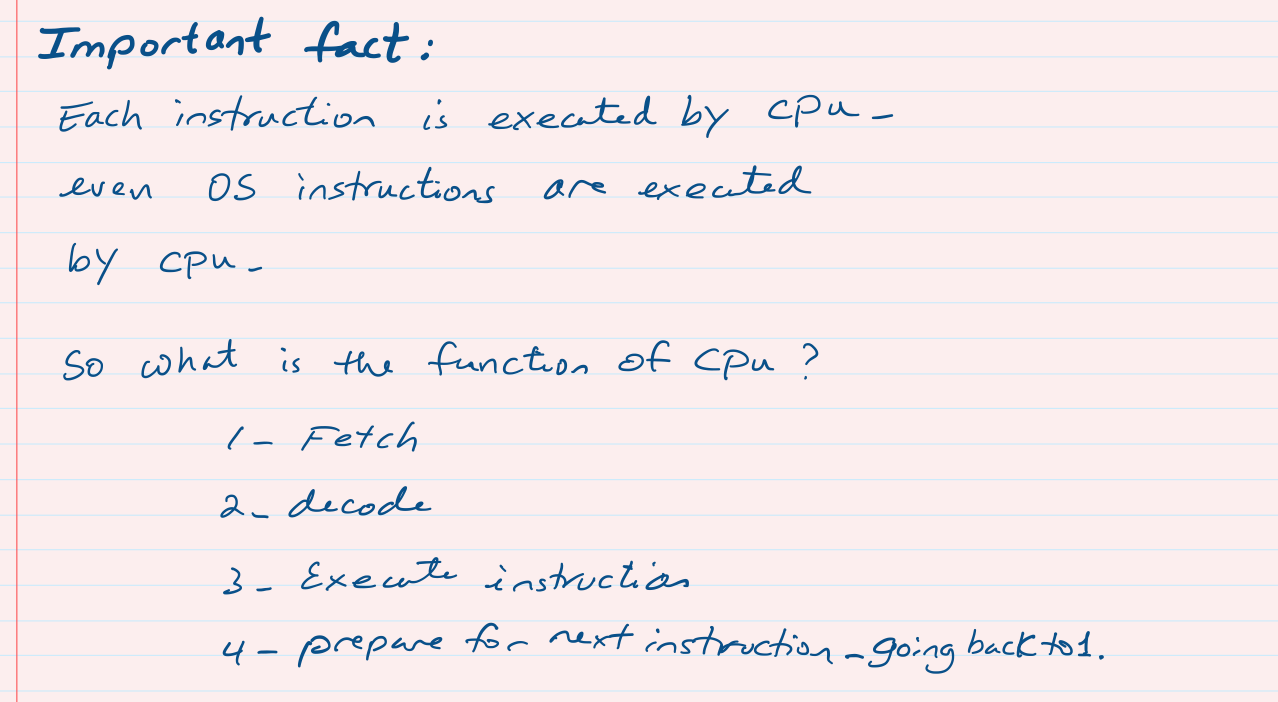 Important fact:
Each instruction is executed by CPU -
even OS instructions are executed
by CPU -
So what is the function of CPU ?
1 - Fetch
2 - decode
3 - Execute instruction
4 - prepare for next instruction - going back to 1.